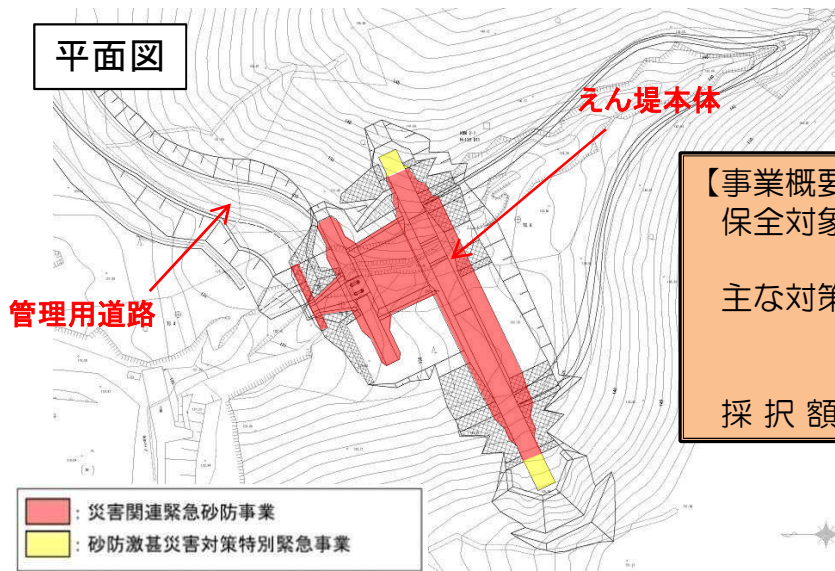 平面図
えん堤本体
【事業概要
保全対象
管理用道路
主な対策
採択額
：災害関連緊急砂防事業
：砂防激甚災害対策特別緊急事業